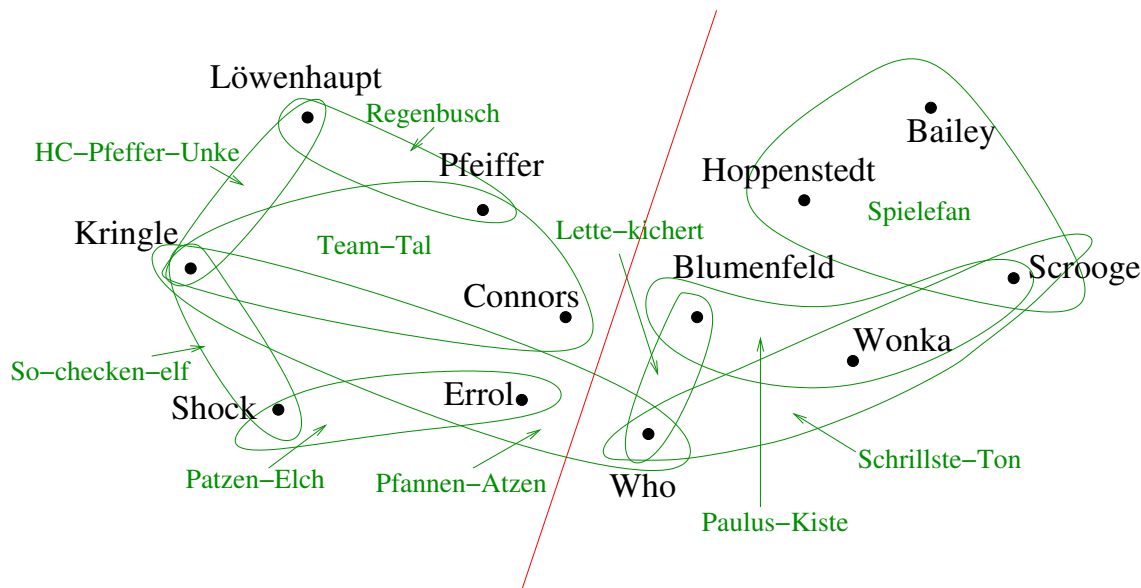 Löwenhaupt
Regenbusch
Bailey
HC−Pfeffer−Unke
Pfeiffer
Hoppenstedt
Spielefan
Kringle
Team−Tal
Lette−kichert
Blumenfeld
Scrooge
Connors
Wonka
So−checken−elf
Shock
Errol
Schrillste−Ton
Patzen−Elch
Pfannen−Atzen
Who
Paulus−Kiste